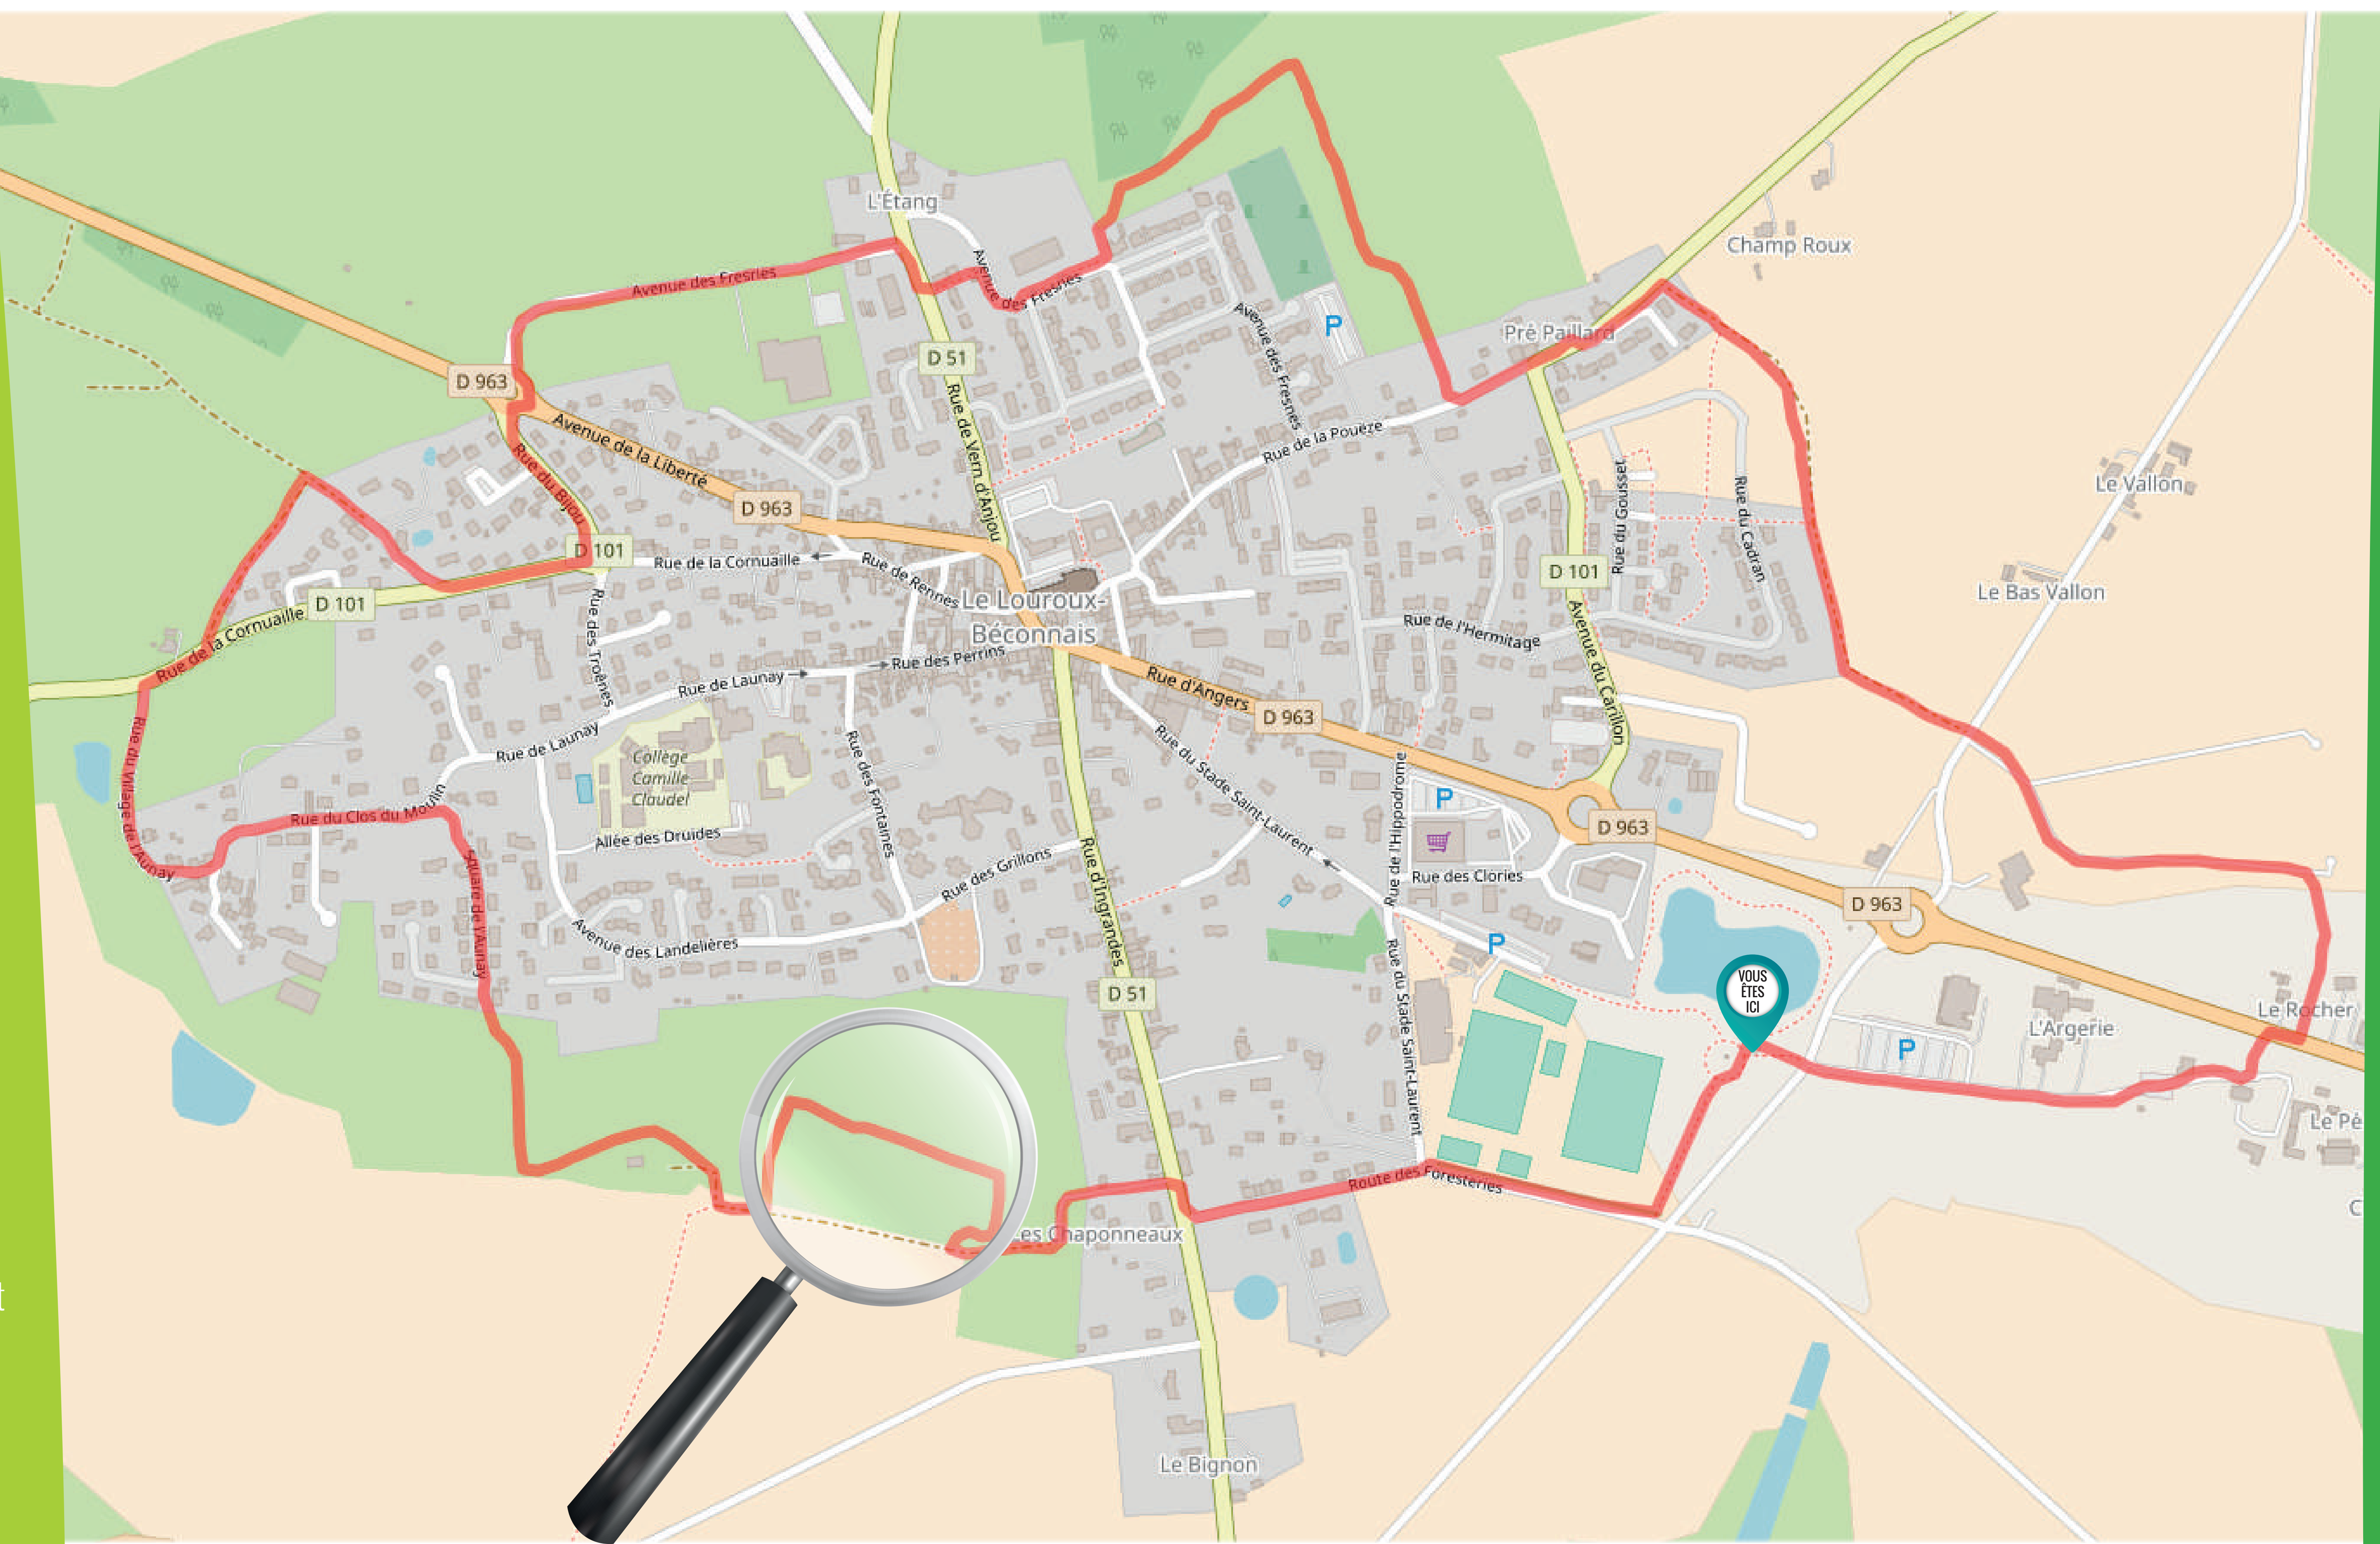 L'Étang
Champ Roux
Avenue des Fresnes
Avenue
des Fresnes
Avenue des Fresnes
P
Pré Paillard
D 51
D 963
Rue de Vern d'Anjou
Avenue de la Liberté
Rue de la Pouëze
Rue du Bijou
D 963
Rue du Gousset
Rue du Cadran
Le Vallon
D 101
Rue de la Cornuaille
Rue de Rennes
D 101
Le Bas Vallon
D 101
Rue de la Cornuaille
Rue des Troènes
Le Louroux-
Béconnais
Rue de l'Hermitage
Avenue du Carillon
Rue des Perrins
Rue de Launay
Rue d'Angers
D 963
Rue de Launay
Rue du Village de l'Aunay
Collège
Camille
Claudel
Rue des Fontaines
Rue du Stade Saint-Laurent
Rue de l'Hippodrome
P
D 963
Rue du Clos du Moulin
Allée des Druides
Rue des Grillons
Rue d'Ingrandes
Rue des Clories
D 963
Square de l'Aunay
Avenue des Landelières
P
Rue du Stade Saint-Laurent
VOUS
ÊTES
ICI
D 51
Le Rocher
L'Argerie
P
Le Pé
Route des Foresteries
C
es Chaponneaux
t
Le Bignon